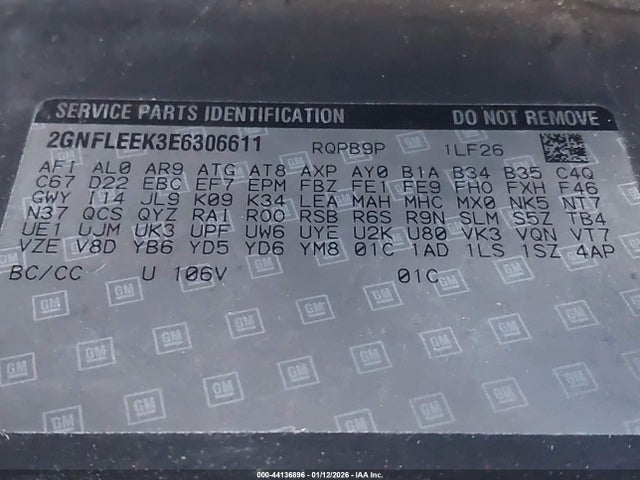 SERVICE PARTS IDENTIFICATION DO NOT REMOVE
2GNFLEEK3E6306611 RQPB9P 1LF26
AF1 AL0 AR9 ATG AT8 AXP AY0 B1A B34 B35 C4Q
C67 D22 EBC EF7 EPM FBZ FE1 FE9 FHO FXH F46
GWY I14 JL9 K09 K34 LEA MAH MHC MX0 NK5 NT7
N37 QCS QYZ RAI ROO RSB R6S R9N SLM S5Z TB4
UE1 UJM UK3 UPF UW6 UYE U2K U80 VK3 VQN VT7
VZE V8D YB6 YD5 YD6 YM8 01C 1AD 1LS 1SZ 4AP
BC/CC U 106V 01C
000-44136896 - 01/12/2026 - IAA Inc.